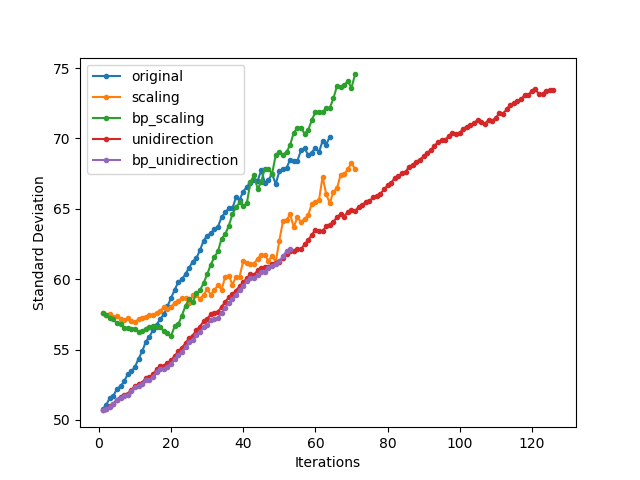 75
70
65
60
55
50
Standard Deviation
original
scaling
bp_scaling
unidirection
bp_unidirection
0 20 40 60 80 100 120
Iterations